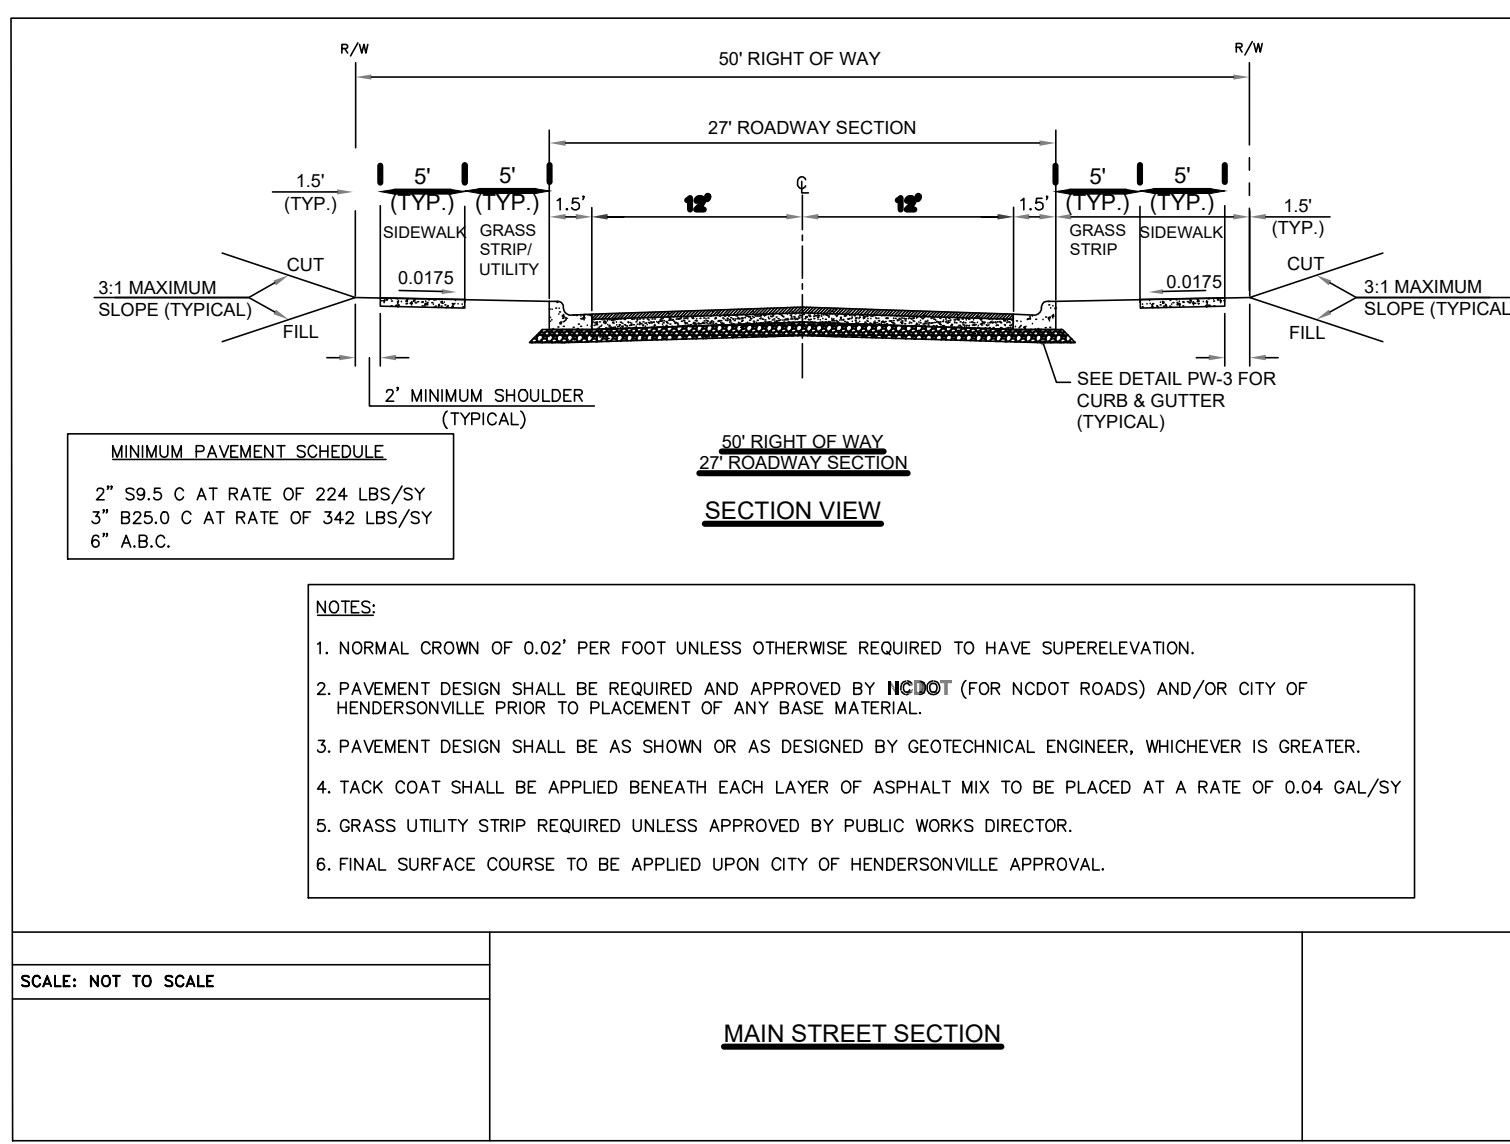 R/W
R/W
50' RIGHT OF WAY
27' ROADWAY SECTION
1.5'
(TYP.)
5'
(TYP.)
SIDEWALK
5'
(TYP.)
GRASS
STRIP/
UTILITY
1.5'
12'
℄
12'
1.5'
5'
(TYP.)
GRASS
STRIP
5'
(TYP.)
SIDEWALK
1.5'
(TYP.)
CUT
3:1 MAXIMUM
SLOPE (TYPICAL)
FILL
0.0175
0.0175
CUT
3:1 MAXIMUM
SLOPE (TYPICAL
FILL
2' MINIMUM SHOULDER
(TYPICAL)
SEE DETAIL PW-3 FOR
CURB & GUTTER
(TYPICAL)
50' RIGHT OF WAY
27' ROADWAY SECTION
SECTION VIEW
MINIMUM PAVEMENT SCHEDULE
2" S9.5 C AT RATE OF 224 LBS/SY
3" B25.0 C AT RATE OF 342 LBS/SY
6" A.B.C.
NOTES:
1. NORMAL CROWN OF 0.02' PER FOOT UNLESS OTHERWISE REQUIRED TO HAVE SUPERELEVATION.
2. PAVEMENT DESIGN SHALL BE REQUIRED AND APPROVED BY NCDOT (FOR NCDOT ROADS) AND/OR CITY OF
HENDERSONVILLE PRIOR TO PLACEMENT OF ANY BASE MATERIAL.
3. PAVEMENT DESIGN SHALL BE AS SHOWN OR AS DESIGNED BY GEOTECHNICAL ENGINEER, WHICHEVER IS GREATER.
4. TACK COAT SHALL BE APPLIED BENEATH EACH LAYER OF ASPHALT MIX TO BE PLACED AT A RATE OF 0.04 GAL/SY
5. GRASS UTILITY STRIP REQUIRED UNLESS APPROVED BY PUBLIC WORKS DIRECTOR.
6. FINAL SURFACE COURSE TO BE APPLIED UPON CITY OF HENDERSONVILLE APPROVAL.
SCALE: NOT TO SCALE
MAIN STREET SECTION